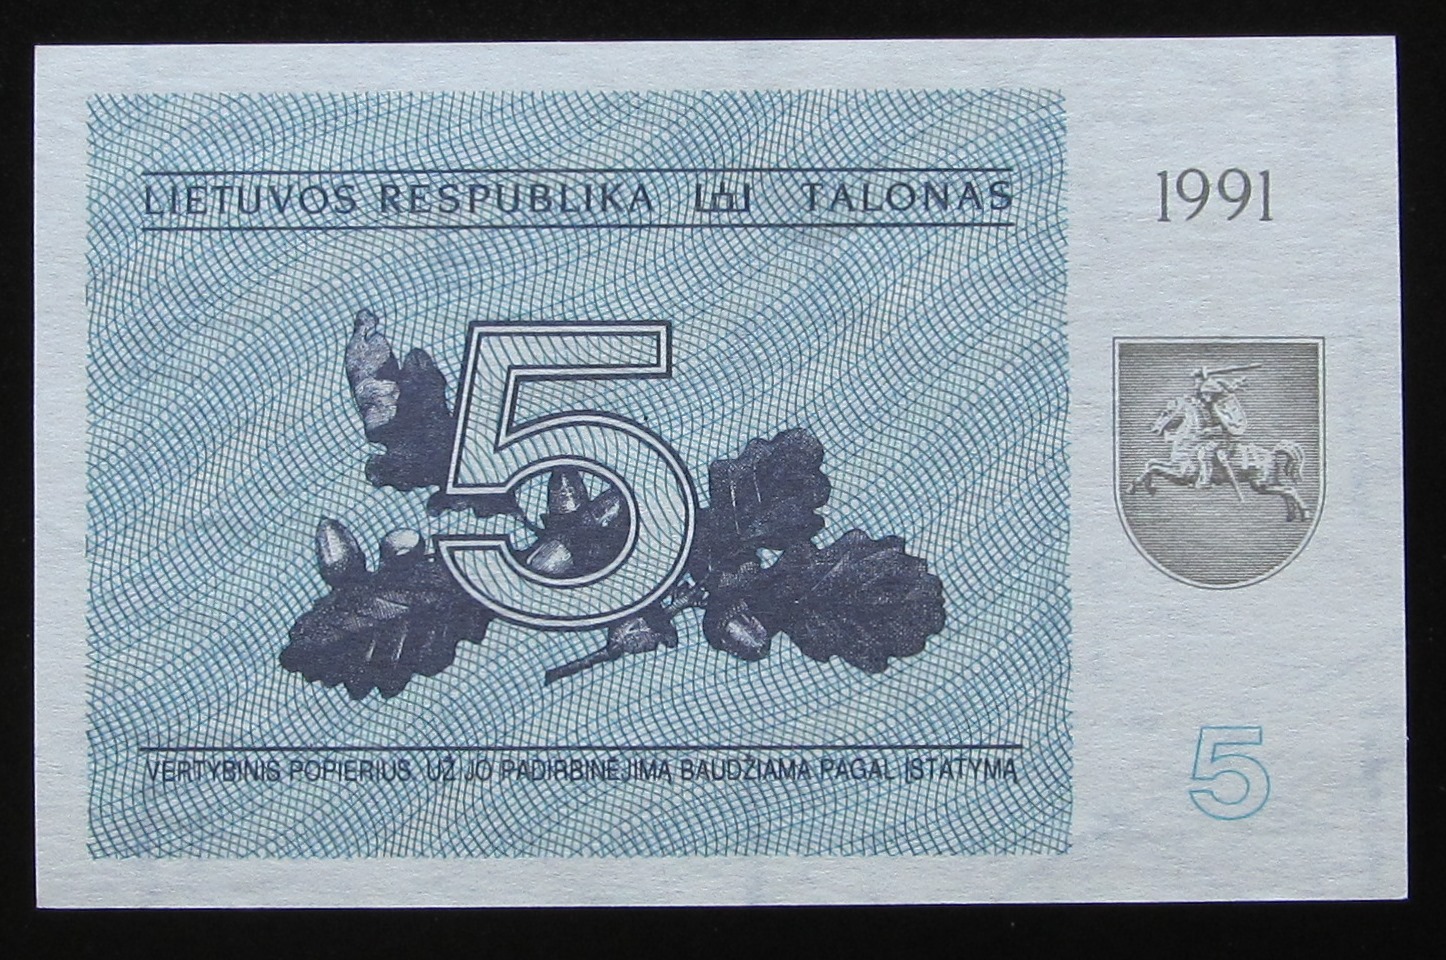 LIETUVOS RESPUBLIKA TALONAS
1991
5
VERTYBINIS POPIERIUS. UŽ JO PADIRBINĖJIMĄ BAUDŽIAMA PAGAL ĮSTATYMĄ
5